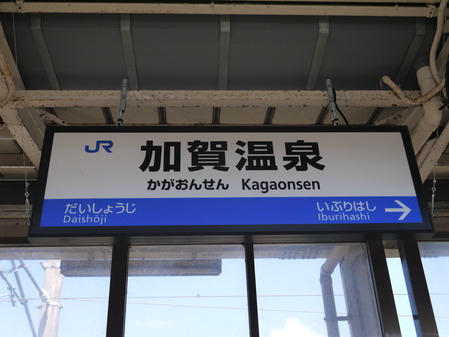 JR 加賀温泉
かがおんせん Kagaonsen
だいしょうじ いぶりはし →
Daishōji Iburihashi